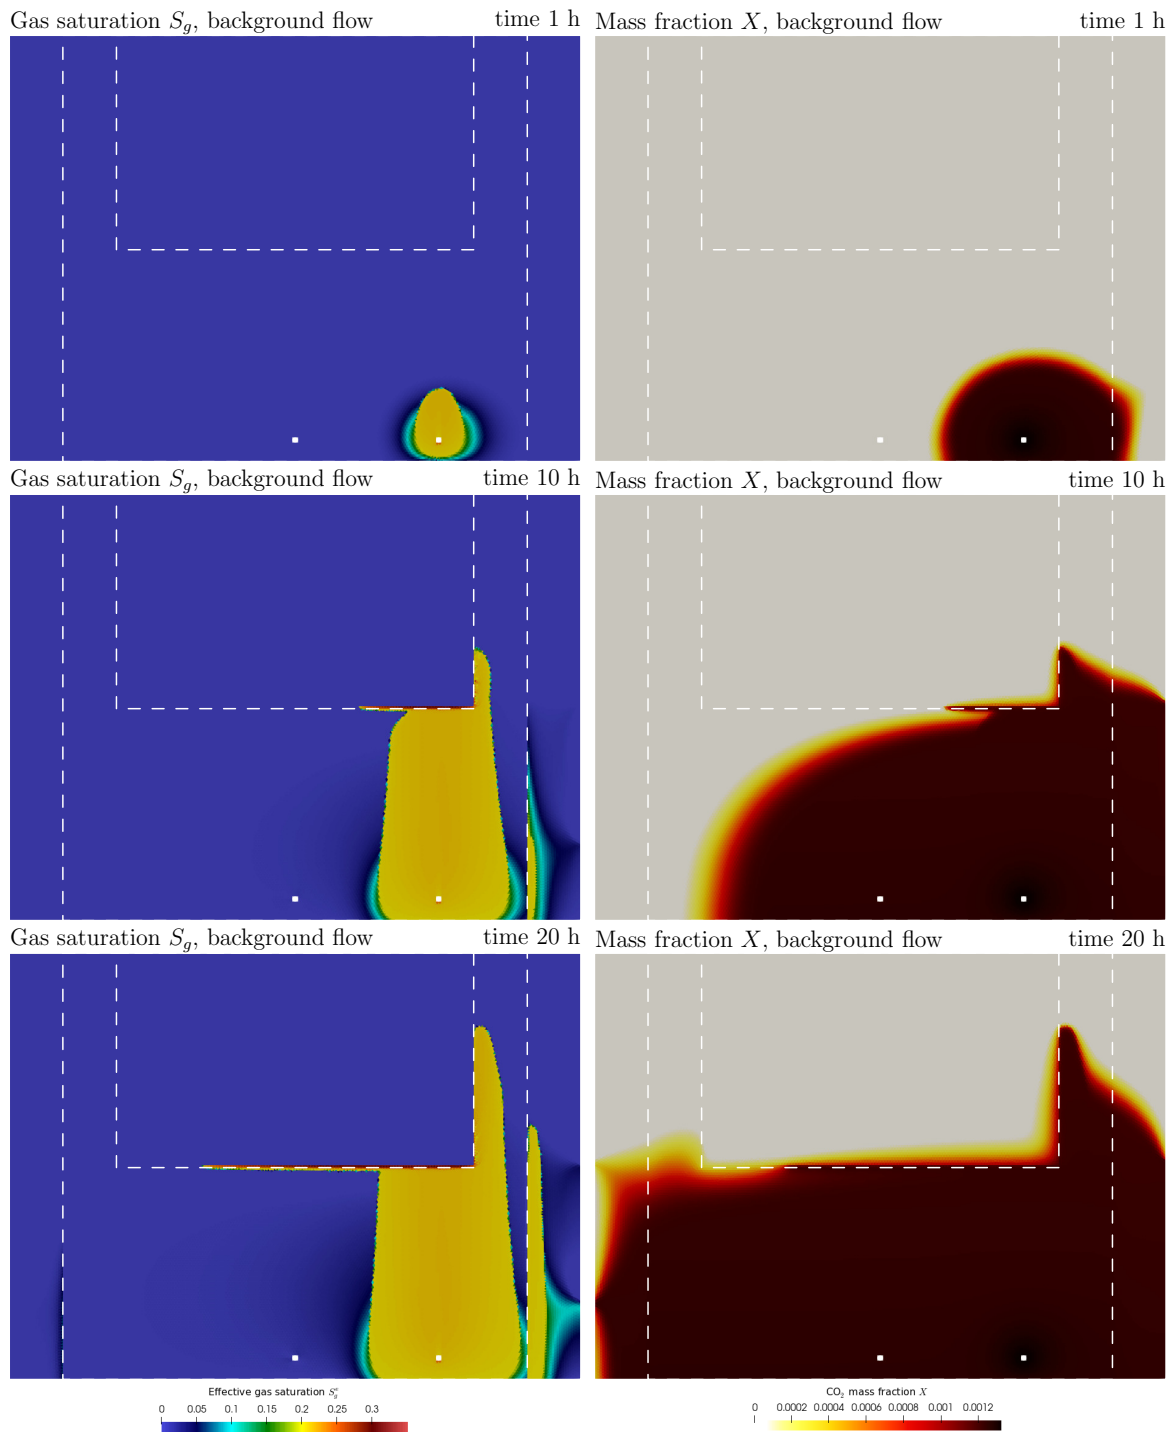 Gas saturation S_g, background flow time 1 h
Mass fraction X, background flow time 1 h
Gas saturation S_g, background flow time 10 h
Mass fraction X, background flow time 10 h
Gas saturation S_g, background flow time 20 h
Mass fraction X, background flow time 20 h
Effective gas saturation S_g^e
0 0.05 0.1 0.15 0.2 0.25 0.3
CO₂ mass fraction X
0 0.0002 0.0004 0.0006 0.0008 0.001 0.0012